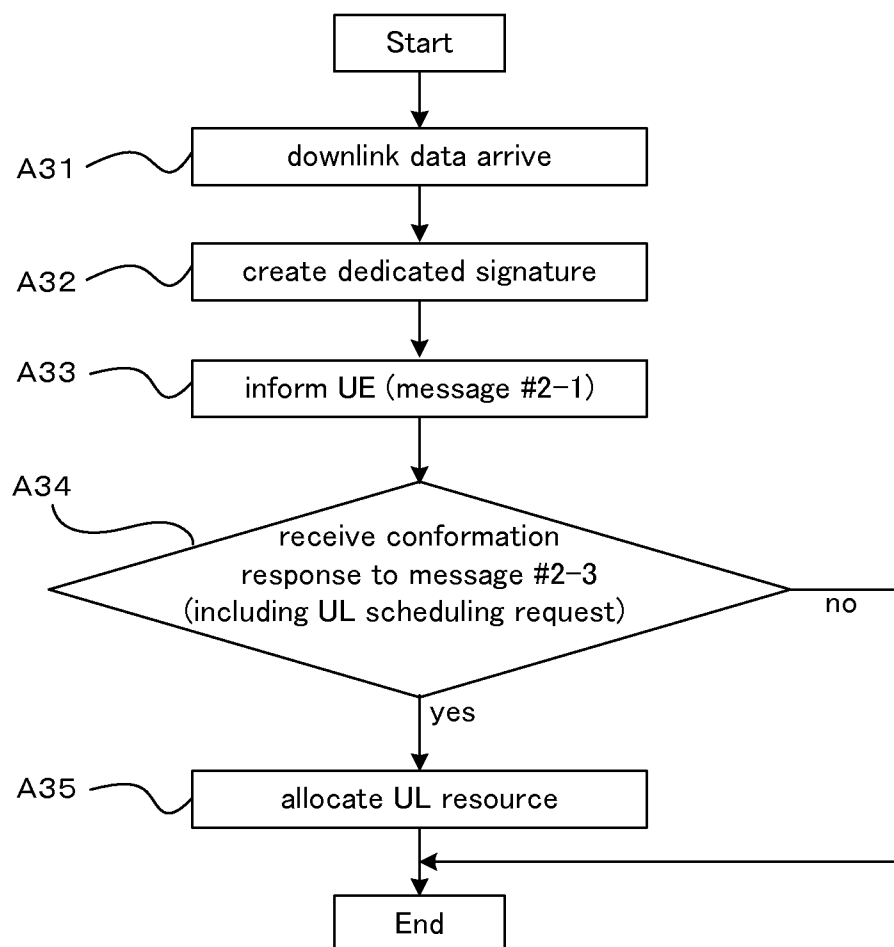 Start
A31
downlink data arrive
A32
create dedicated signature
A33
inform UE (message #2-1)
A34
receive conformation
response to message #2-3
(including UL scheduling request)
no
yes
A35
allocate UL resource
End